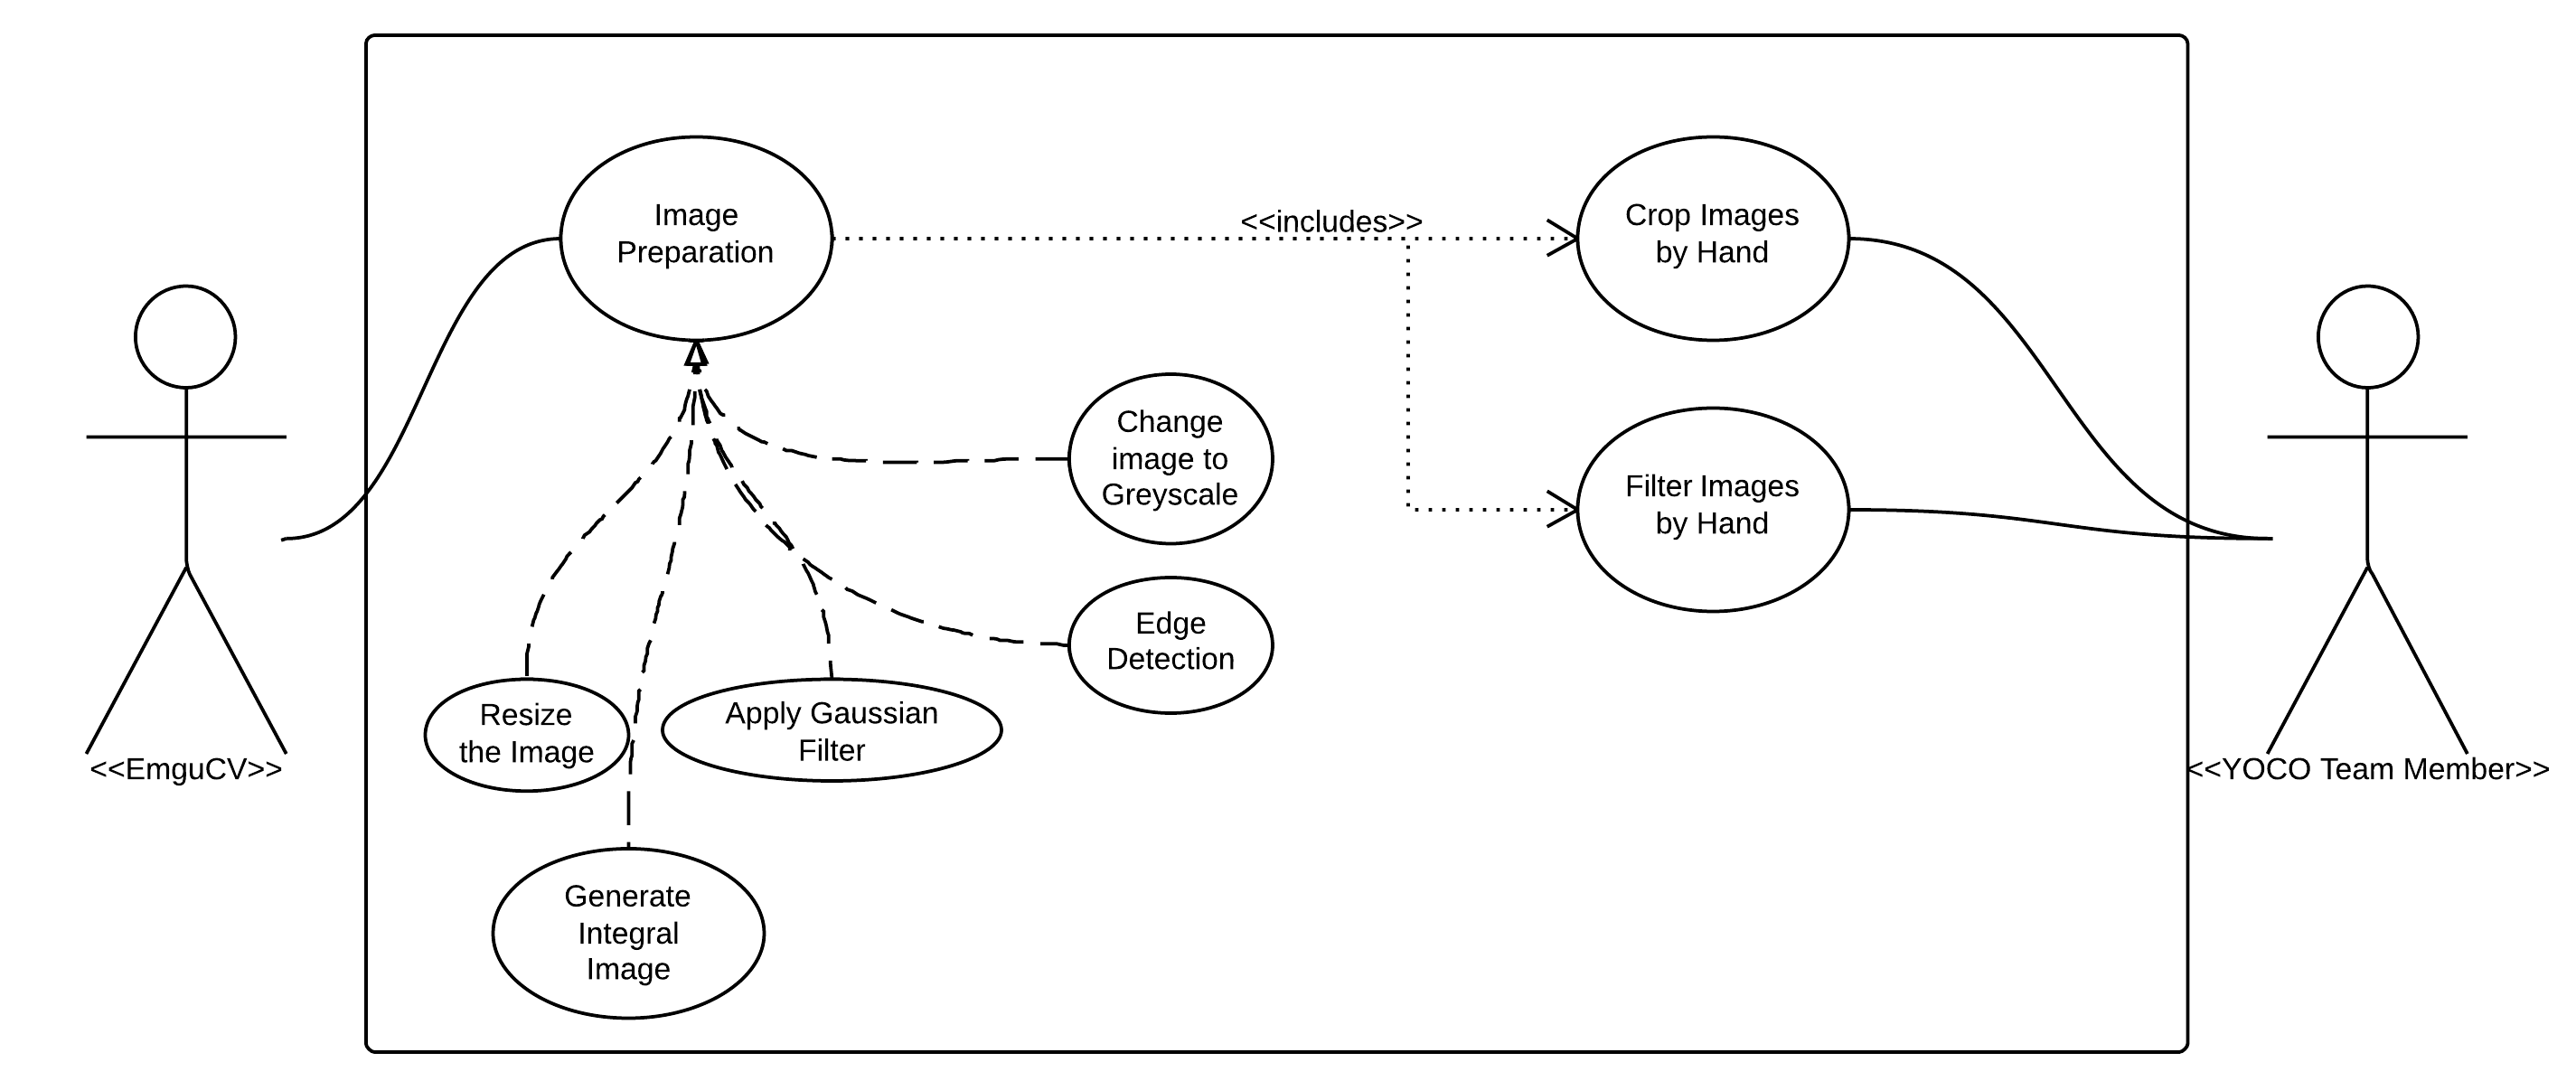 Image
Preparation
<<includes>>
Crop Images
by Hand
Change
image to
Greyscale
Filter Images
by Hand
Edge
Detection
Resize
the Image
Apply Gaussian
Filter
<<EmguCV>>
<<YOCO Team Member>>
Generate
Integral
Image